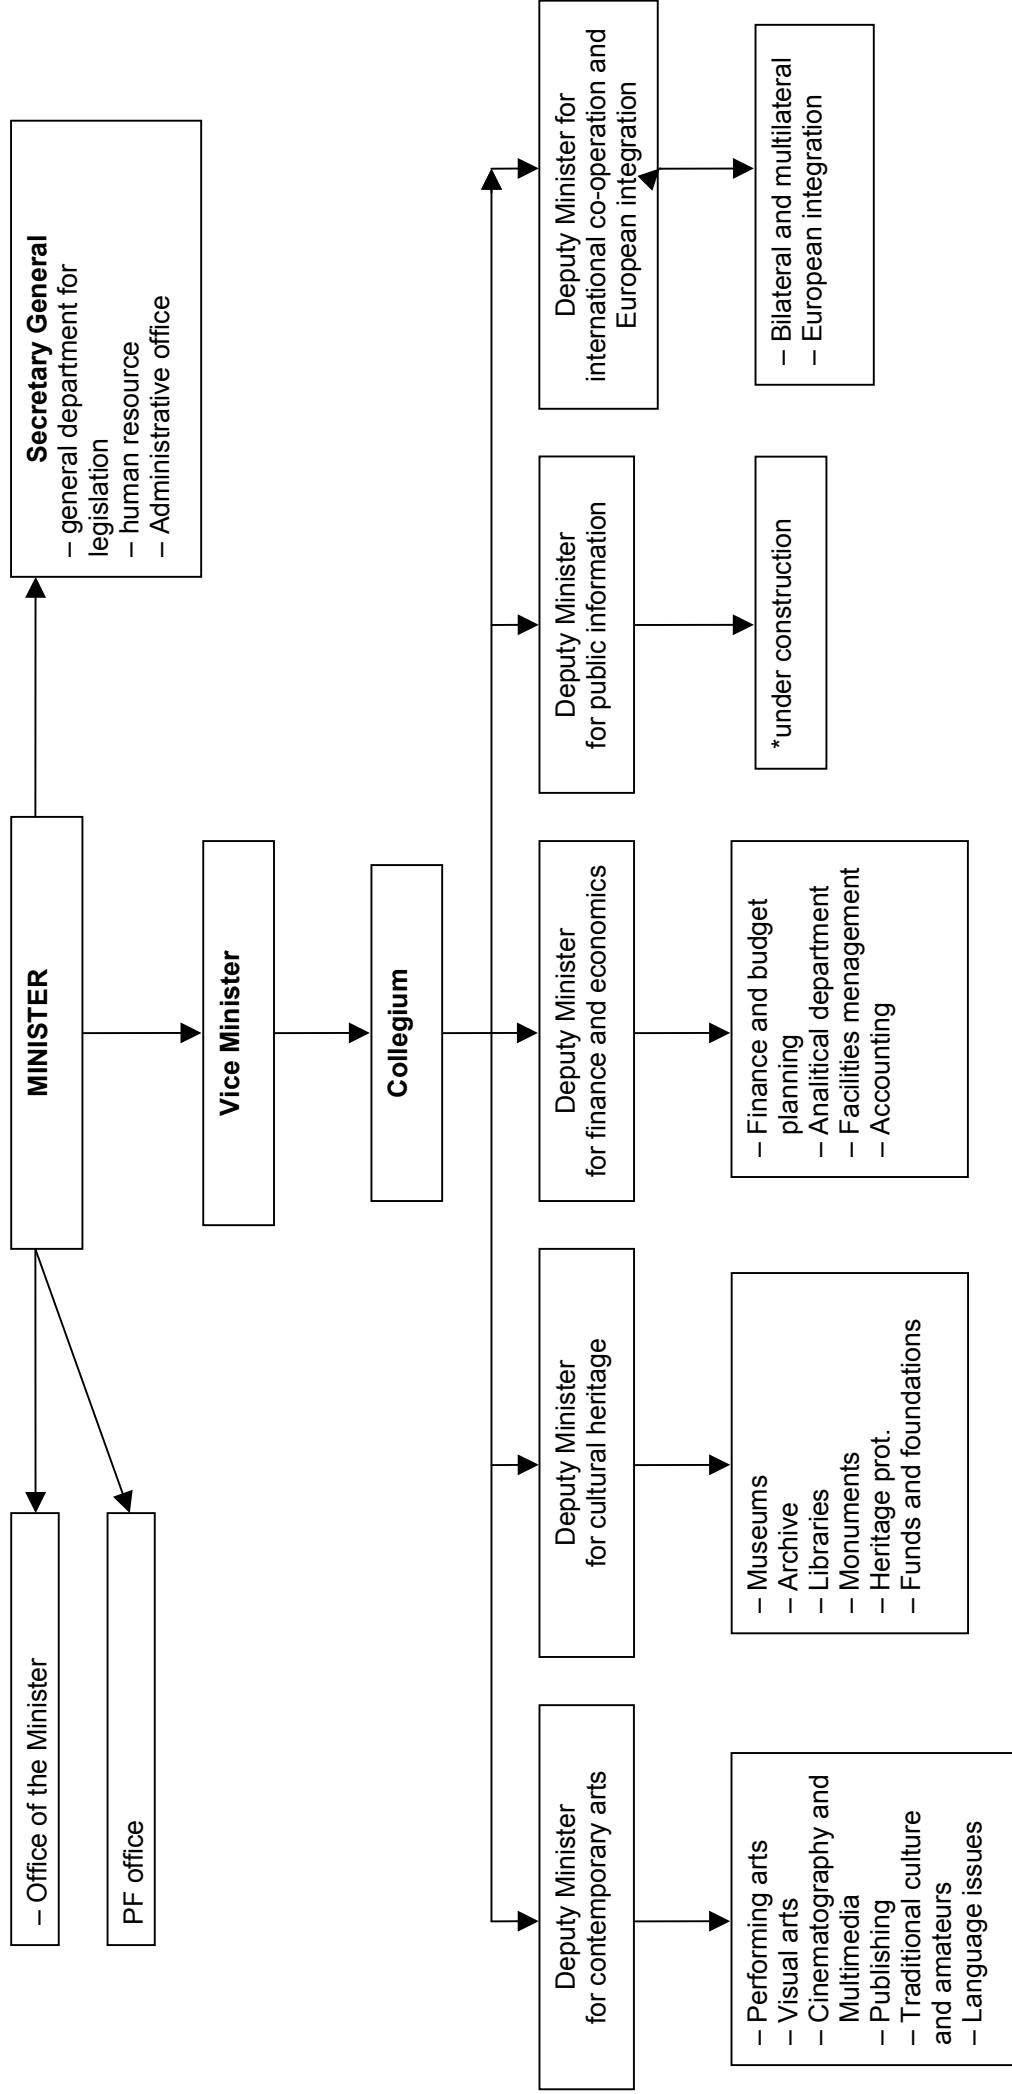 – Office of the Minister
PF office
MINISTER
Secretary General
– general department for
legislation
– human resource
– Administrative office
Vice Minister
Collegium
Deputy Minister
for contemporary arts
Deputy Minister
for cultural heritage
Deputy Minister
for finance and economics
Deputy Minister
for public information
Deputy Minister for
international co-operation and
European integration
– Performing arts
– Visual arts
– Cinematography and
Multimedia
– Publishing
– Traditional culture
and amateurs
– Language issues
– Museums
– Archive
– Libraries
– Monuments
– Heritage prot.
– Funds and foundations
– Finance and budget
planning
– Analitical department
– Facilities menagement
– Accounting
*under construction
– Bilateral and multilateral
– European integration